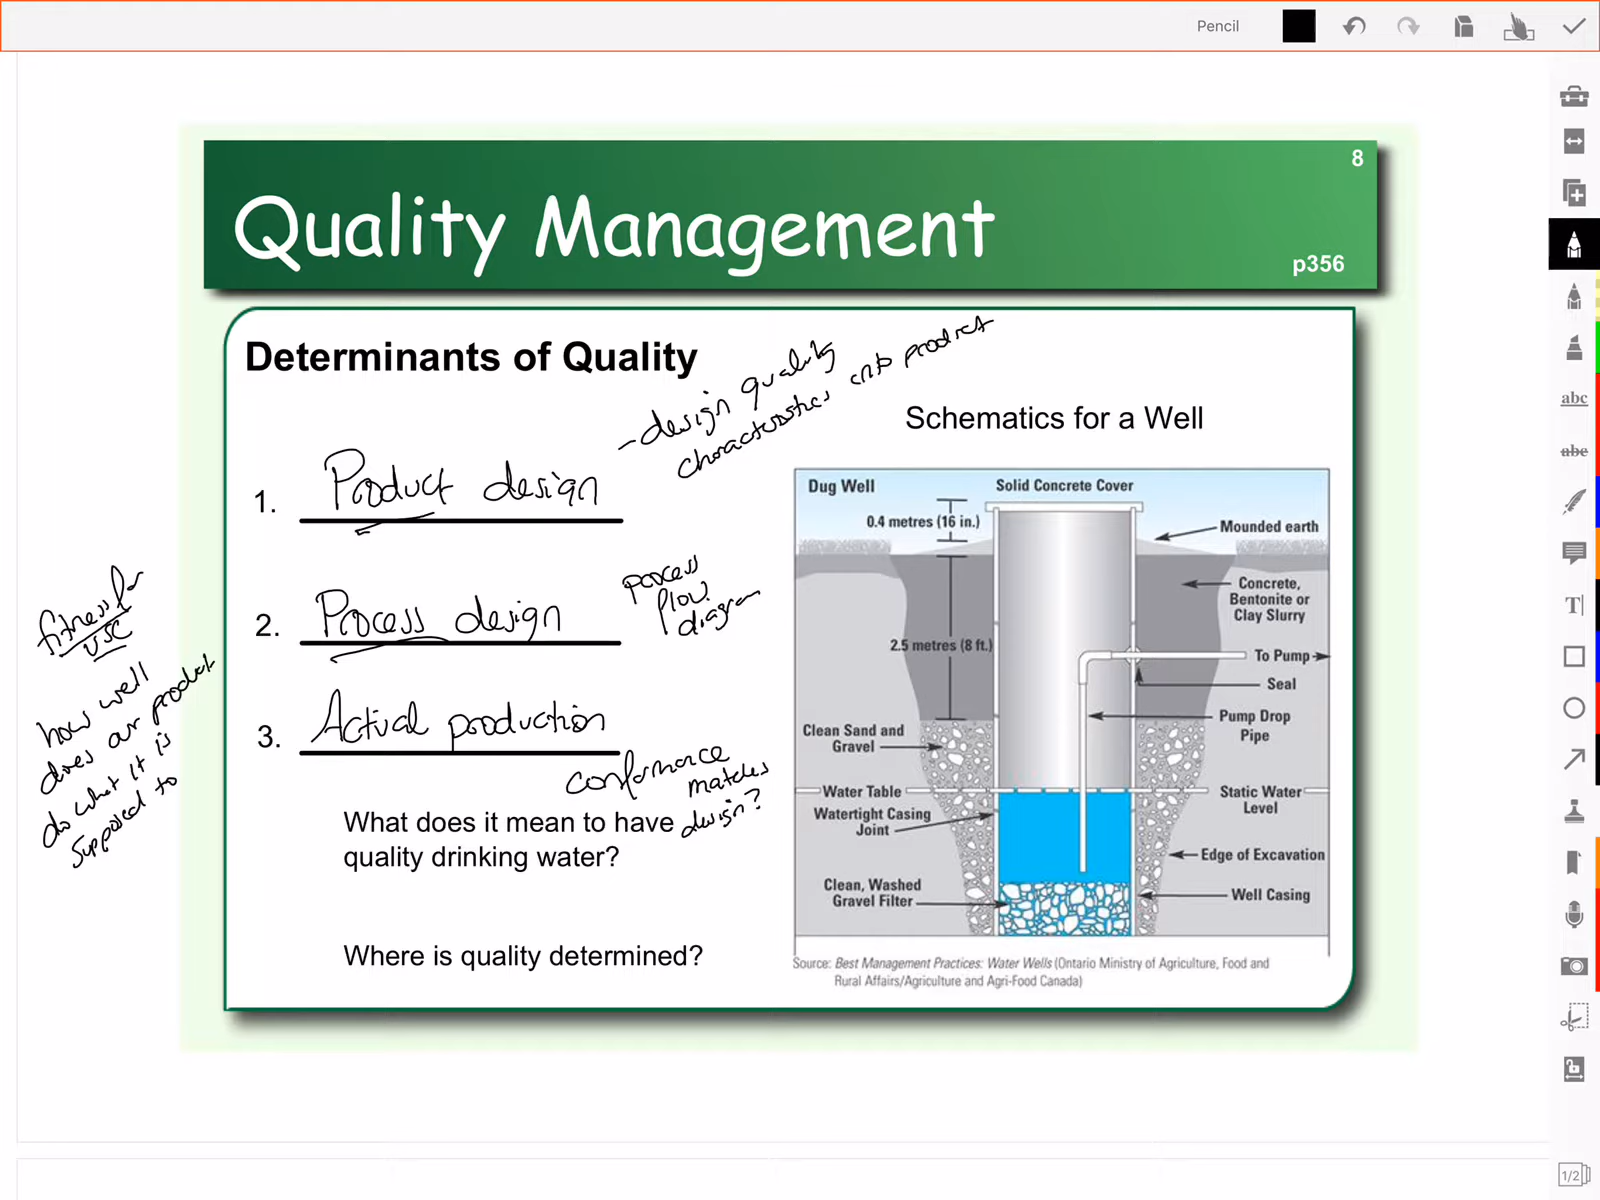 Pencil
8
Quality Management
p356
Determinants of Quality
- design quality
characteristics into product
1. Product design
2. Process design
process
flow
diagram
3. Actual production
conformance
matches
design?
fitness for
use
how well
does our product
do what it is
supposed to
What does it mean to have
quality drinking water?
Where is quality determined?
Schematics for a Well
Dug Well
Solid Concrete Cover
0.4 metres (16 in.)
Mounded earth
Concrete,
Bentonite or
Clay Slurry
2.5 metres (8 ft.)
To Pump
Seal
Pump Drop
Pipe
Clean Sand and
Gravel
Water Table
Static Water
Level
Watertight Casing
Joint
Edge of Excavation
Clean, Washed
Gravel Filter
Well Casing
Source: Best Management Practices: Water Wells (Ontario Ministry of Agriculture, Food and
Rural Affairs/Agriculture and Agri-Food Canada)
abc
abc
T
1/2